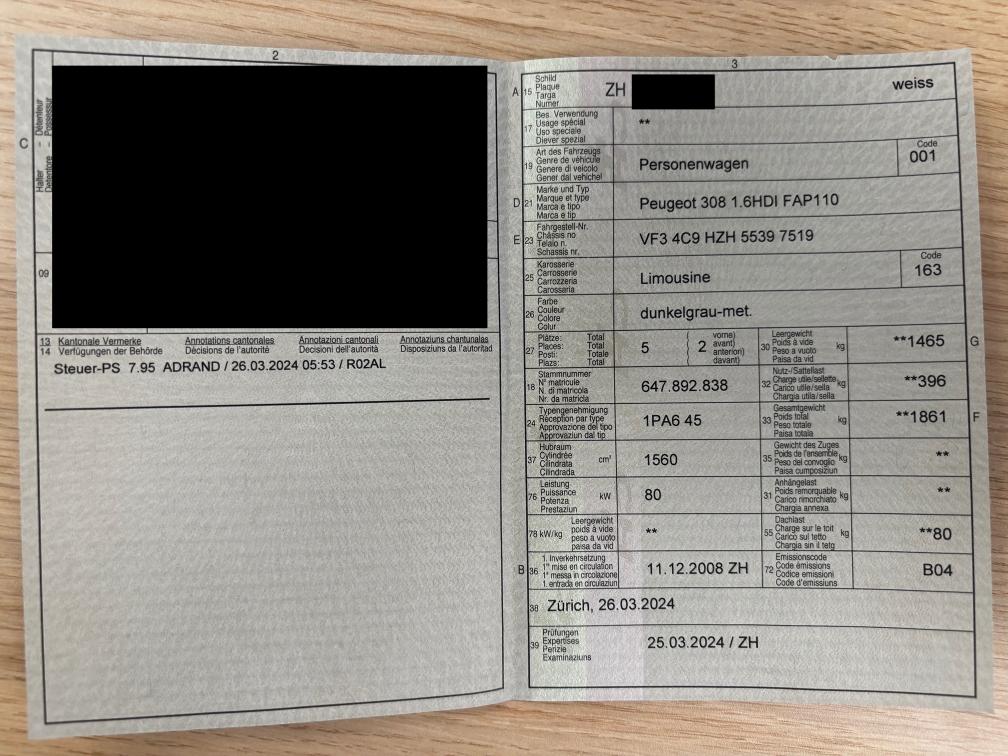 2
C
Halter - Détenteur
Detentore - Possessur
09
13 Kantonale Vermerke Annotations cantonales Annotazioni cantonali Annotaziuns chantunalas
14 Verfügungen der Behörde Décisions de l'autorité Decisioni dell'autorità Disposiziuns da l'autoritad
Steuer-PS 7.95 ADRAND / 26.03.2024 05:53 / R02AL
3
A 15 Schild
Plaque
Targa
Numer
ZH weiss
17 Bes. Verwendung
Usage spécial
Uso speciale
Diever spezial
**
19 Art des Fahrzeugs
Genre de véhicule
Genere di veicolo
Gener dal vehichel
Personenwagen
Code
001
D 21 Marke und Typ
Marque et type
Marca e tipo
Marca e tip
Peugeot 308 1.6HDI FAP110
E 23 Fahrgestell-Nr.
Châssis no
Telaio n.
Schassis nr.
VF3 4C9 HZH 5539 7519
25 Karosserie
Carrosserie
Carrozzeria
Carossaria
Limousine
Code
163
26 Farbe
Couleur
Colore
Colur
dunkelgrau-met.
27 Plätze: Total
Places: Total
Posti: Totale
Plazs: Total
5 ( 2 vorne)
avant)
anteriori)
davant)
30 Leergewicht
Poids à vide
Peso a vuoto
Paisa da vid
kg
**1465
G
18 Stammnummer
N° matricule
N. di matricola
Nr. da matricla
647.892.838
32 Nutz-/Sattellast
Charge utile/sellette
Carico utile/sella
Chargia utila/sella
kg
**396
24 Typengenehmigung
Réception par type
Approvazione del tipo
Approvaziun dal tip
1PA6 45
33 Gesamtgewicht
Poids total
Peso totale
Paisa totala
kg
**1861
F
37 Hubraum
Cylindrée
Cilindrata
Cilindrada
cm³
1560
35 Gewicht des Zuges
Poids de l'ensemble
Peso del convoglio
Paisa cumposiziun
kg
**
76 Leistung
Puissance
Potenza
Prestaziun
kW
80
31 Anhängelast
Poids remorquable
Carico rimorchiato
Chargia annexa
kg
**
78 kW/kg Leergewicht
poids à vide
peso a vuoto
paisa da vid
**
55 Dachlast
Charge sur le toit
Carico sul tetto
Chargia sin il tetg
kg
**80
B 36 1. Inverkehrsetzung
1re mise en circulation
1a messa in circolazione
1. entrada en circulaziun
11.12.2008 ZH
72 Emissionscode
Code émissions
Codice emissioni
Code d'emissiuns
B04
38 Zürich, 26.03.2024
39 Prüfungen
Expertises
Perizie
Examinaziuns
25.03.2024 / ZH